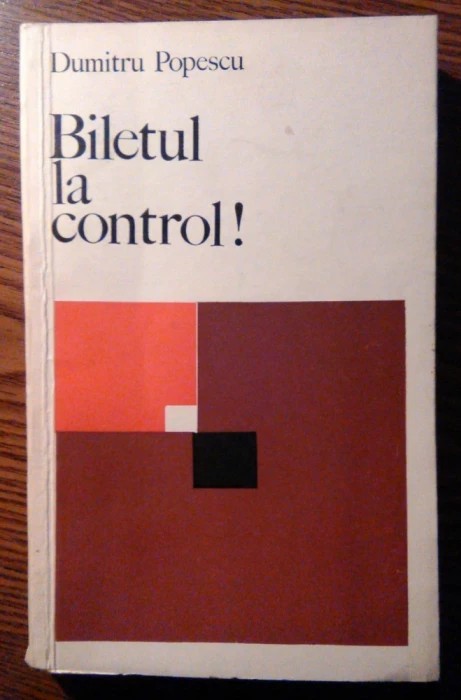 Dumitru Popescu
Biletul
la
control!